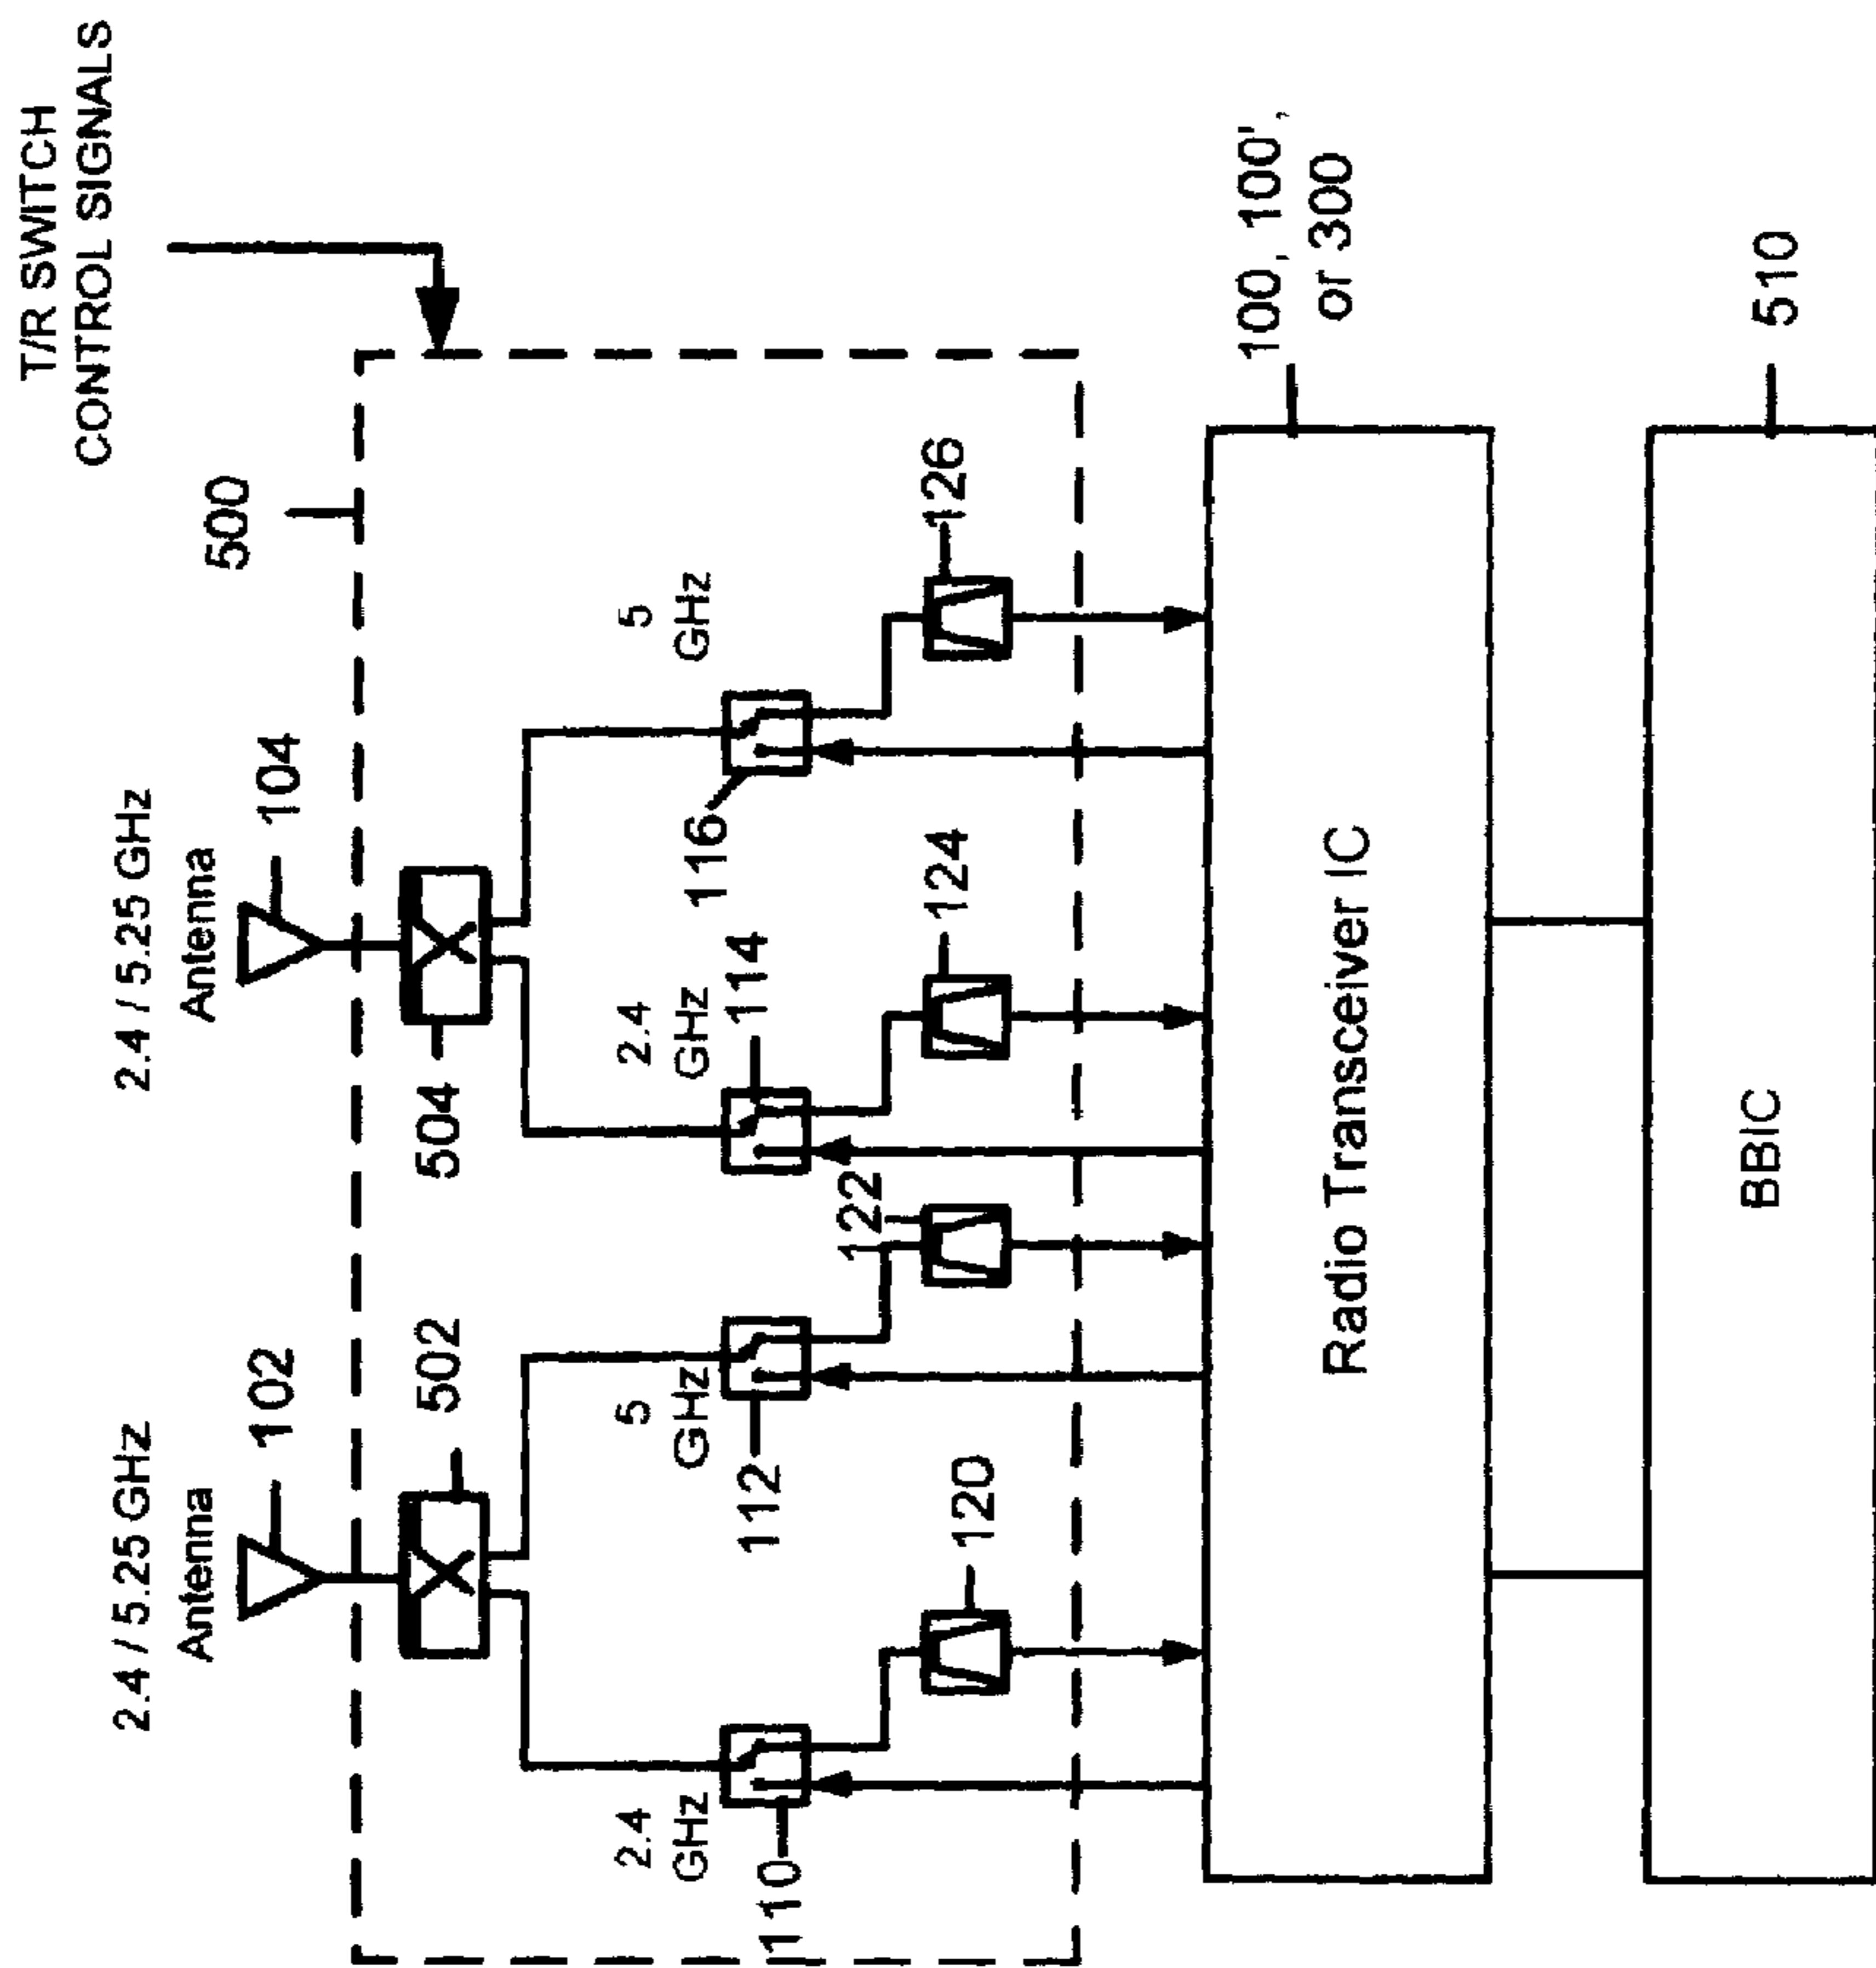 T/R SWITCH
CONTROL SIGNALS
2.4 / 5.25 GHz
Antenna
102
2.4 / 5.25 GHz
Antenna
104
500
502
504
2.4
GHz
110
5
GHz
112
2.4
GHz
114
5
GHz
116
120
122
124
126
100, 100',
or 300
Radio Transceiver IC
510
BBIC